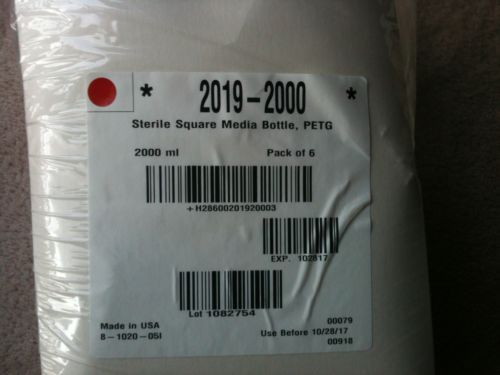 * 2019-2000 *
Sterile Square Media Bottle, PETG
2000 ml Pack of 6
+H28600201920003
EXP. 102817
Lot 1082754
00079
Made in USA Use Before 10/28/17
8-1020-05I 00918